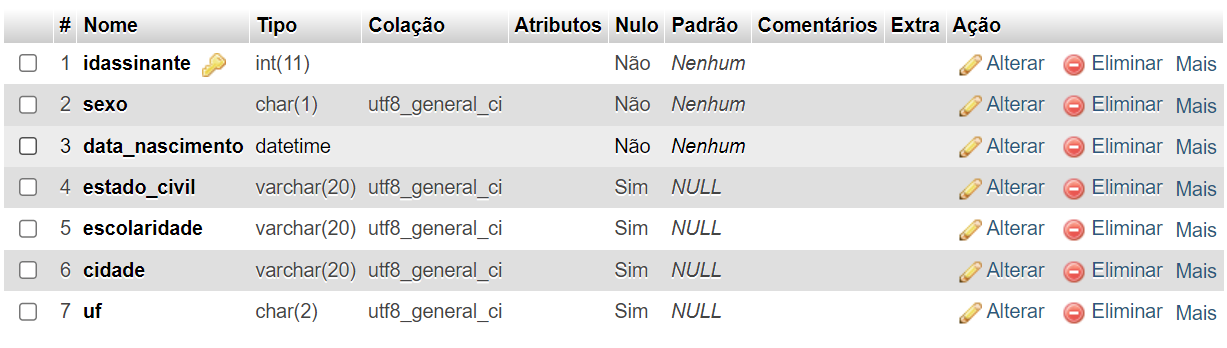 # Nome Tipo Colação Atributos Nulo Padrão Comentários Extra Ação
1 idassinante int(11) Não Nenhum Alterar Eliminar Mais
2 sexo char(1) utf8_general_ci Não Nenhum Alterar Eliminar Mais
3 data_nascimento datetime Não Nenhum Alterar Eliminar Mais
4 estado_civil varchar(20) utf8_general_ci Sim NULL Alterar Eliminar Mais
5 escolaridade varchar(20) utf8_general_ci Sim NULL Alterar Eliminar Mais
6 cidade varchar(20) utf8_general_ci Sim NULL Alterar Eliminar Mais
7 uf char(2) utf8_general_ci Sim NULL Alterar Eliminar Mais